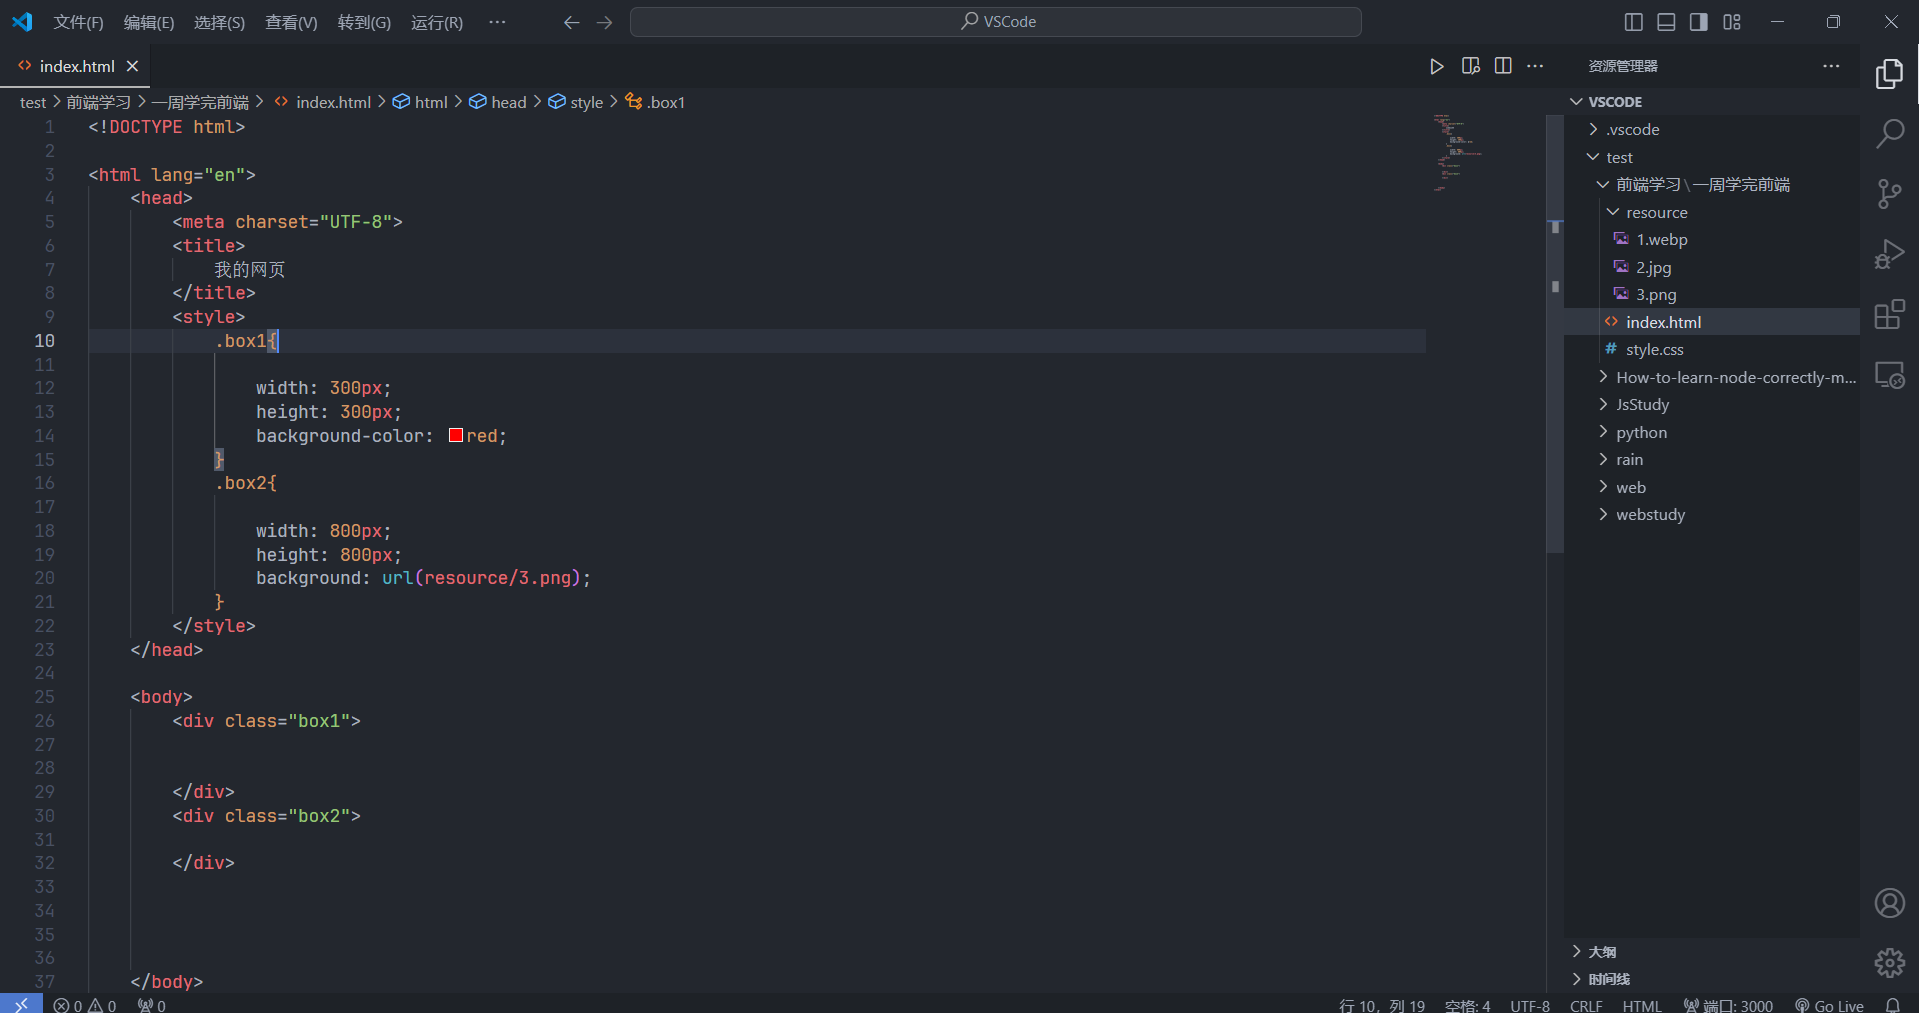 文件(F) 编辑(E) 选择(S) 查看(V) 转到(G) 运行(R) ··· VSCode
index.html
资源管理器
test > 前端学习 > 一周学完前端 > index.html > html > head > style > .box1
1 <!DOCTYPE html>
2
3 <html lang="en">
4 <head>
5 <meta charset="UTF-8">
6 <title>
7 我的网页
8 </title>
9 <style>
10 .box1{
11
12 width: 300px;
13 height: 300px;
14 background-color: red;
15 }
16 .box2{
17
18 width: 800px;
19 height: 800px;
20 background: url(resource/3.png);
21 }
22 </style>
23 </head>
24
25 <body>
26 <div class="box1">
27
28
29 </div>
30 <div class="box2">
31
32 </div>
33
34
35
36
37 </body>
VSCODE
.vscode
test
前端学习\一周学完前端
resource
1.webp
2.jpg
3.png
index.html
style.css
How-to-learn-node-correctly-m...
JsStudy
python
rain
web
webstudy
大纲
时间线
0 0 0 行 10，列 19 空格: 4 UTF-8 CRLF HTML 端口: 3000 Go Live